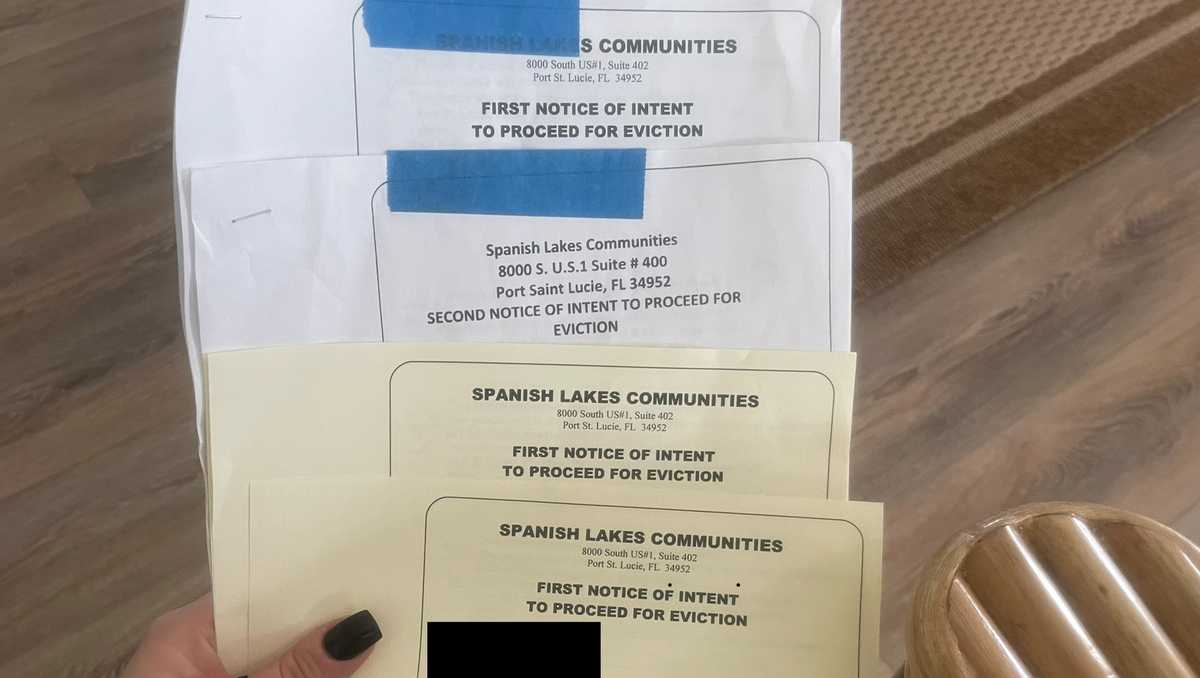 SPANISH LAKES COMMUNITIES
8000 South US#1, Suite 402
Port St. Lucie, FL 34952
FIRST NOTICE OF INTENT
TO PROCEED FOR EVICTION
Spanish Lakes Communities
8000 S. U.S.1 Suite # 400
Port Saint Lucie, FL 34952
SECOND NOTICE OF INTENT TO PROCEED FOR
EVICTION
SPANISH LAKES COMMUNITIES
8000 South US#1, Suite 402
Port St. Lucie, FL 34952
FIRST NOTICE OF INTENT
TO PROCEED FOR EVICTION
SPANISH LAKES COMMUNITIES
8000 South US#1, Suite 402
Port St. Lucie, FL 34952
FIRST NOTICE OF INTENT
TO PROCEED FOR EVICTION